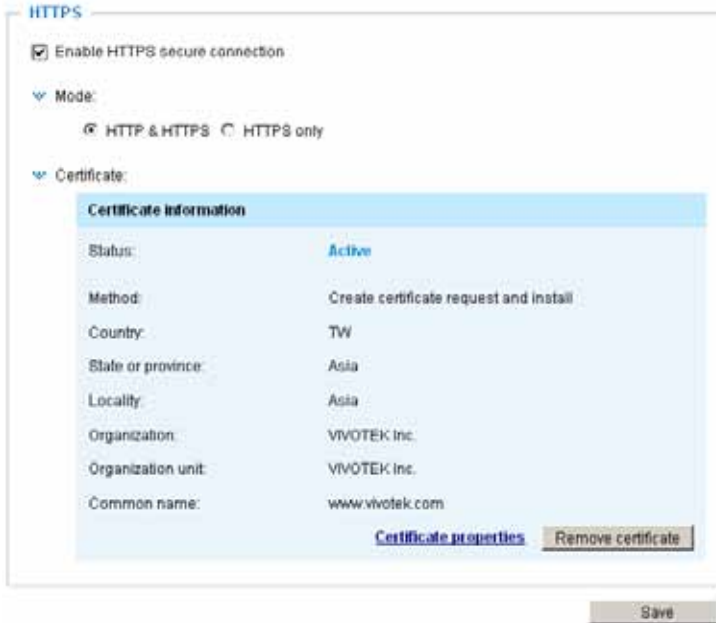 HTTPS
Enable HTTPS secure connection
Mode:
HTTP & HTTPS HTTPS only
Certificate:
Certificate information
Status: Active
Method: Create certificate request and install
Country: TW
State or province: Asia
Locality: Asia
Organization: VIVOTEK Inc.
Organization unit: VIVOTEK Inc.
Common name: www.vivotek.com
Certificate properties Remove certificate
Save